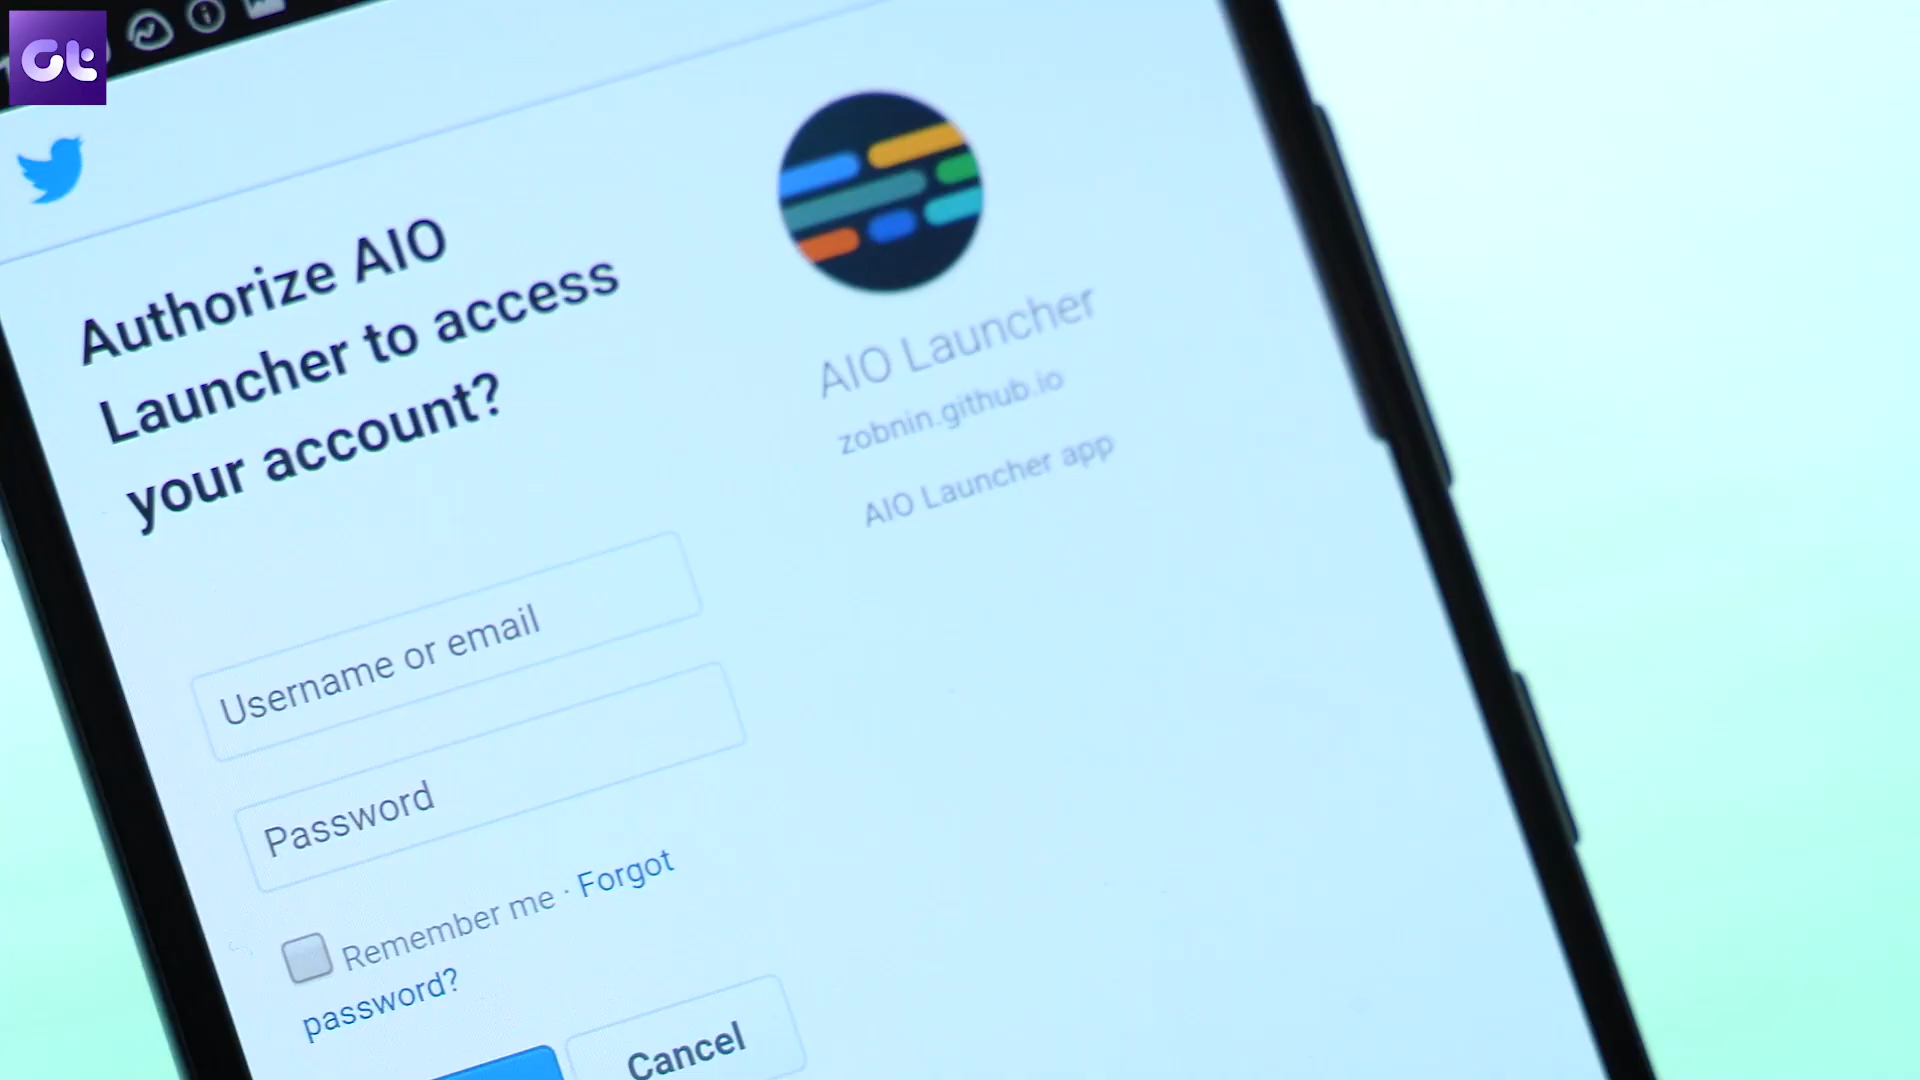 Gt
Authorize AIO
Launcher to access
your account?
Username or email
Password
Remember me · Forgot
password?
Cancel
AIO Launcher
zobnin.github.io
AIO Launcher app